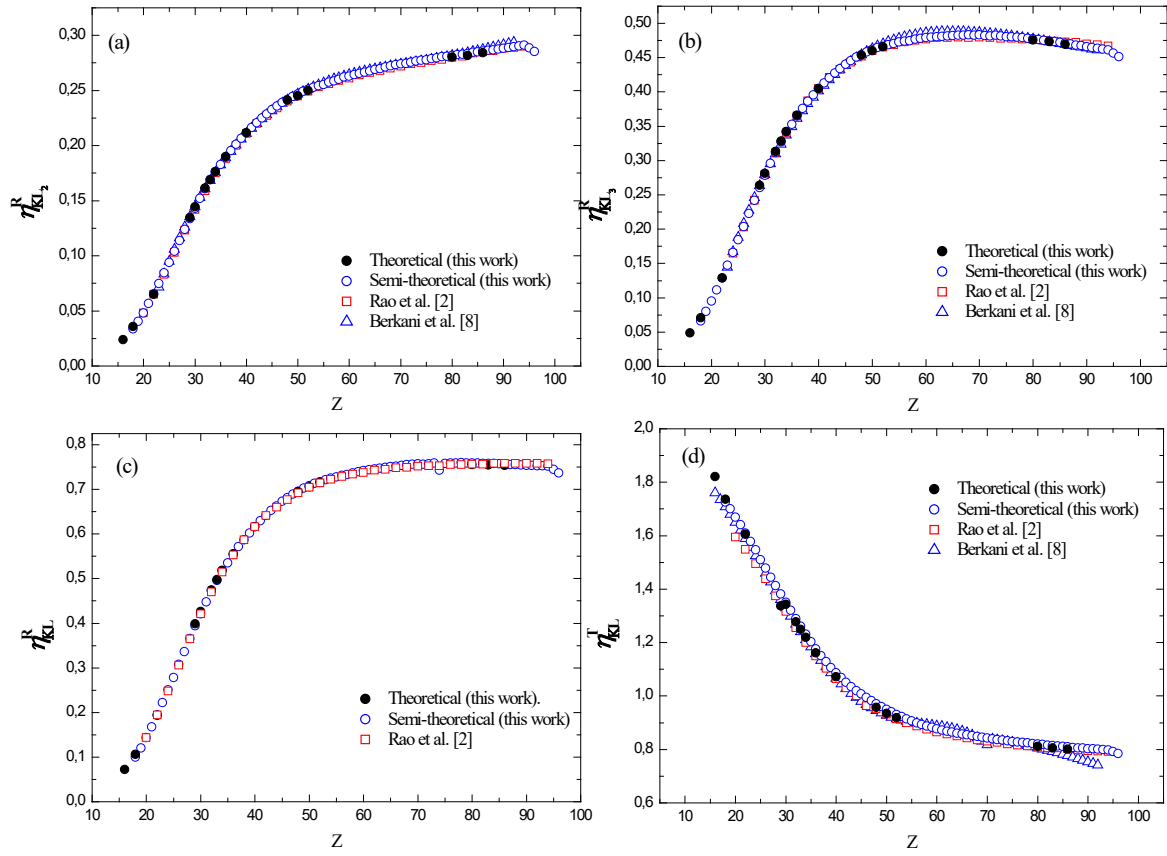 (a)
0,30
0,25
0,20
0,15
0,10
0,05
0,00
η^R_KL₂
Theoretical (this work)
Semi-theoretical (this work)
Rao et al. [2]
Berkani et al. [8]
10 20 30 40 50 60 70 80 90 100
Z
(b)
0,50
0,45
0,40
0,35
0,30
0,25
0,20
0,15
0,10
0,05
0,00
η^R_KL₃
Theoretical (this work)
Semi-theoretical (this work)
Rao et al. [2]
Berkani et al. [8]
10 20 30 40 50 60 70 80 90 100
Z
(c)
0,8
0,7
0,6
0,5
0,4
0,3
0,2
0,1
0,0
η^R_KL
Theoretical (this work).
Semi-theoretical (this work)
Rao et al. [2]
10 20 30 40 50 60 70 80 90 100
Z
(d)
2,0
1,8
1,6
1,4
1,2
1,0
0,8
0,6
η^T_KL
Theoretical (this work)
Semi-theoretical (this work)
Rao et al. [2]
Berkani et al. [8]
10 20 30 40 50 60 70 80 90 100
Z